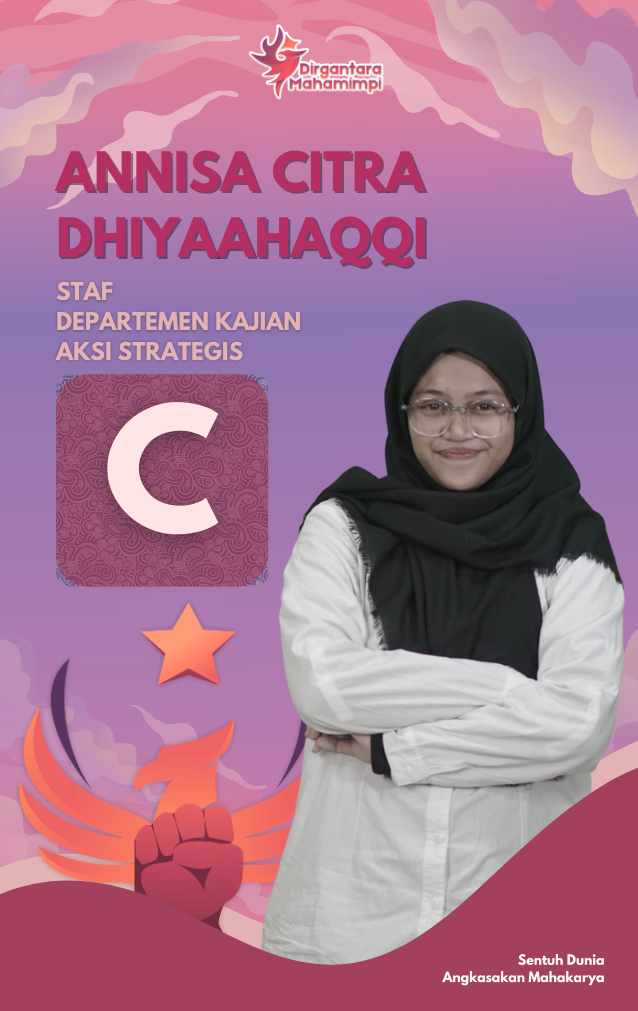 Dirgantara
Mahamimpi
ANNISA CITRA
DHIYAAHAQQI
STAF
DEPARTEMEN KAJIAN
AKSI STRATEGIS
C
Sentuh Dunia
Angkasakan Mahakarya